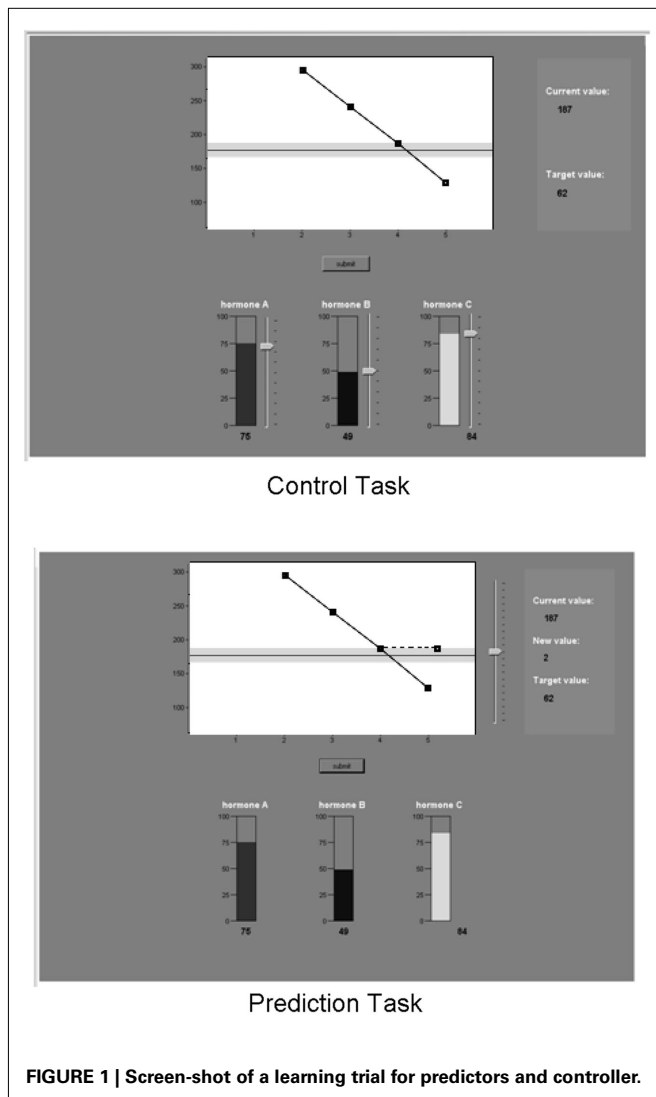 300
250
200
150
100
1 2 3 4 5
Current value:
187
Target value:
62
submit
hormone A hormone B hormone C
100 100 100
75 75 75
50 50 50
25 25 25
0 0 0
75 49 84
Control Task
300
250
200
150
100
1 2 3 4 5
Current value:
187
New value:
2
Target value:
62
submit
hormone A hormone B hormone C
100 100 100
75 75 75
50 50 50
25 25 25
0 0 0
75 49 84
Prediction Task
FIGURE 1 | Screen-shot of a learning trial for predictors and controller.